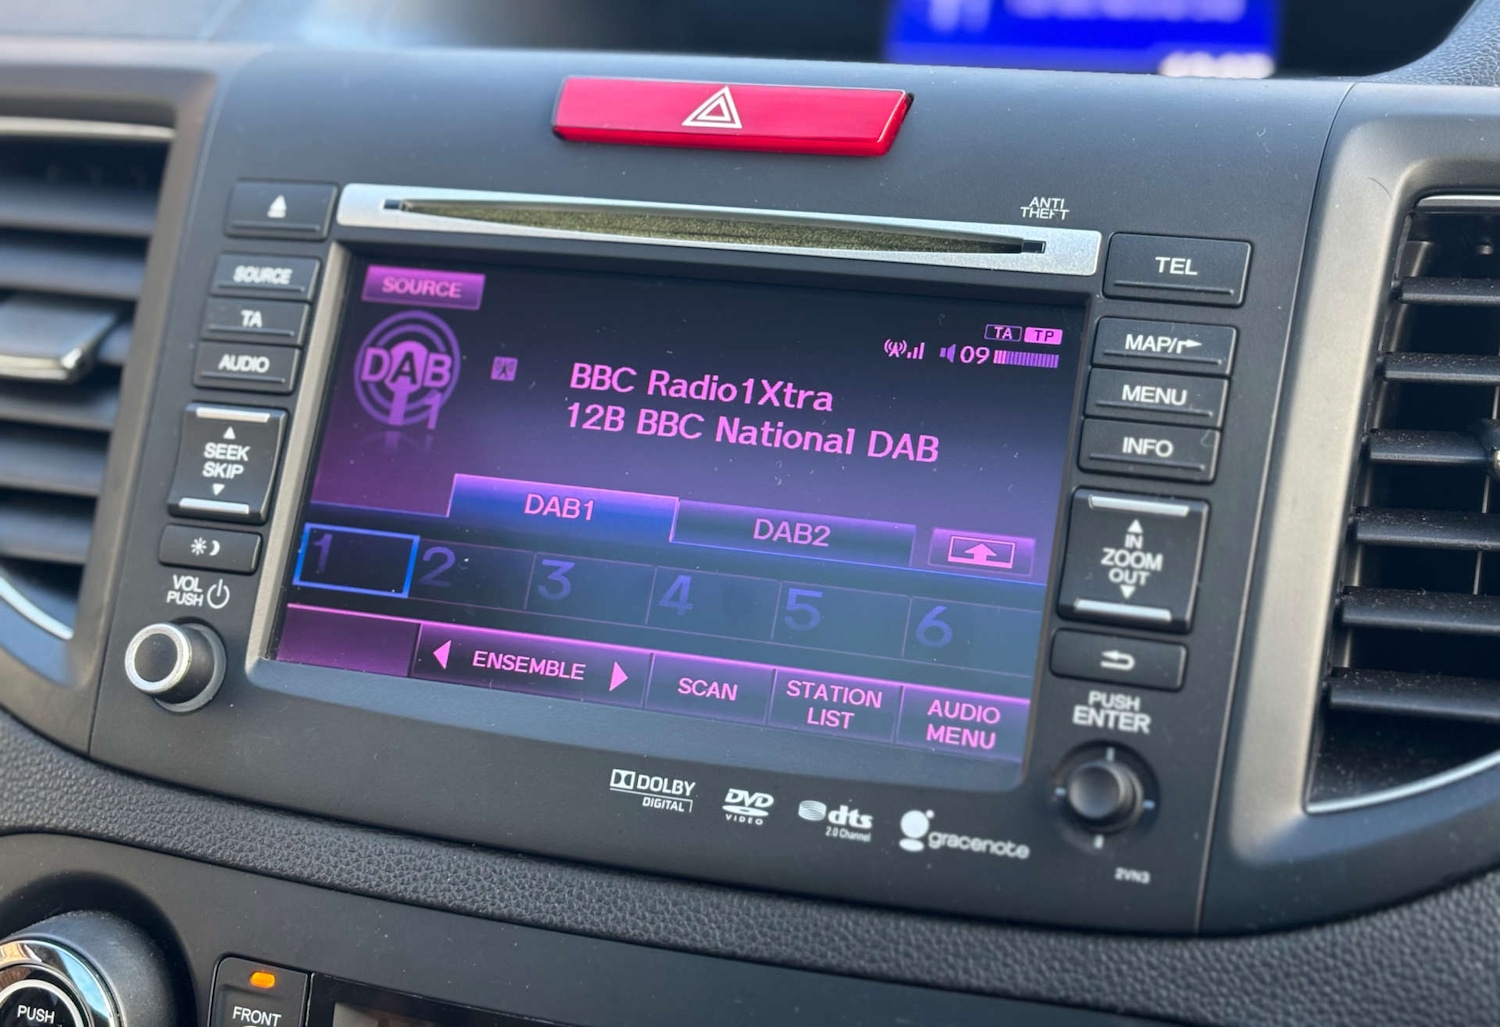 ANTI
THEFT
SOURCE
TA
AUDIO
SEEK
SKIP
VOL
PUSH
SOURCE
DAB
1
TA TP
09
BBC Radio1Xtra
12B BBC National DAB
DAB1
DAB2
1 2 3 4 5 6
ENSEMBLE
SCAN
STATION
LIST
AUDIO
MENU
TEL
MAP/
MENU
INFO
IN
ZOOM
OUT
PUSH
ENTER
DOLBY
DIGITAL
DVD
VIDEO
dts
2.0 Channel
gracenote
2VN3
PUSH
FRONT